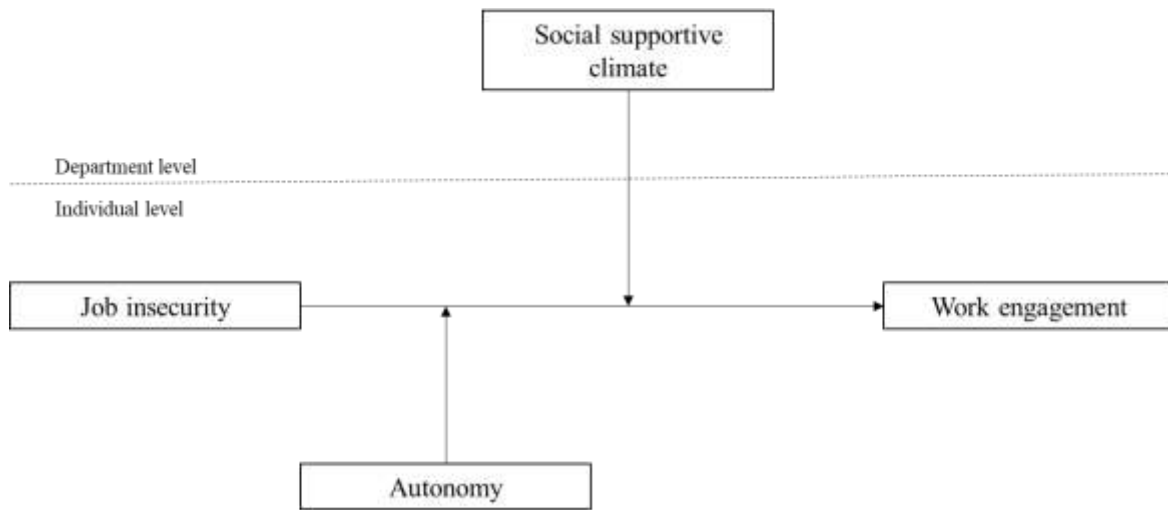 Social supportive
climate
Department level
Individual level
Job insecurity
Work engagement
Autonomy